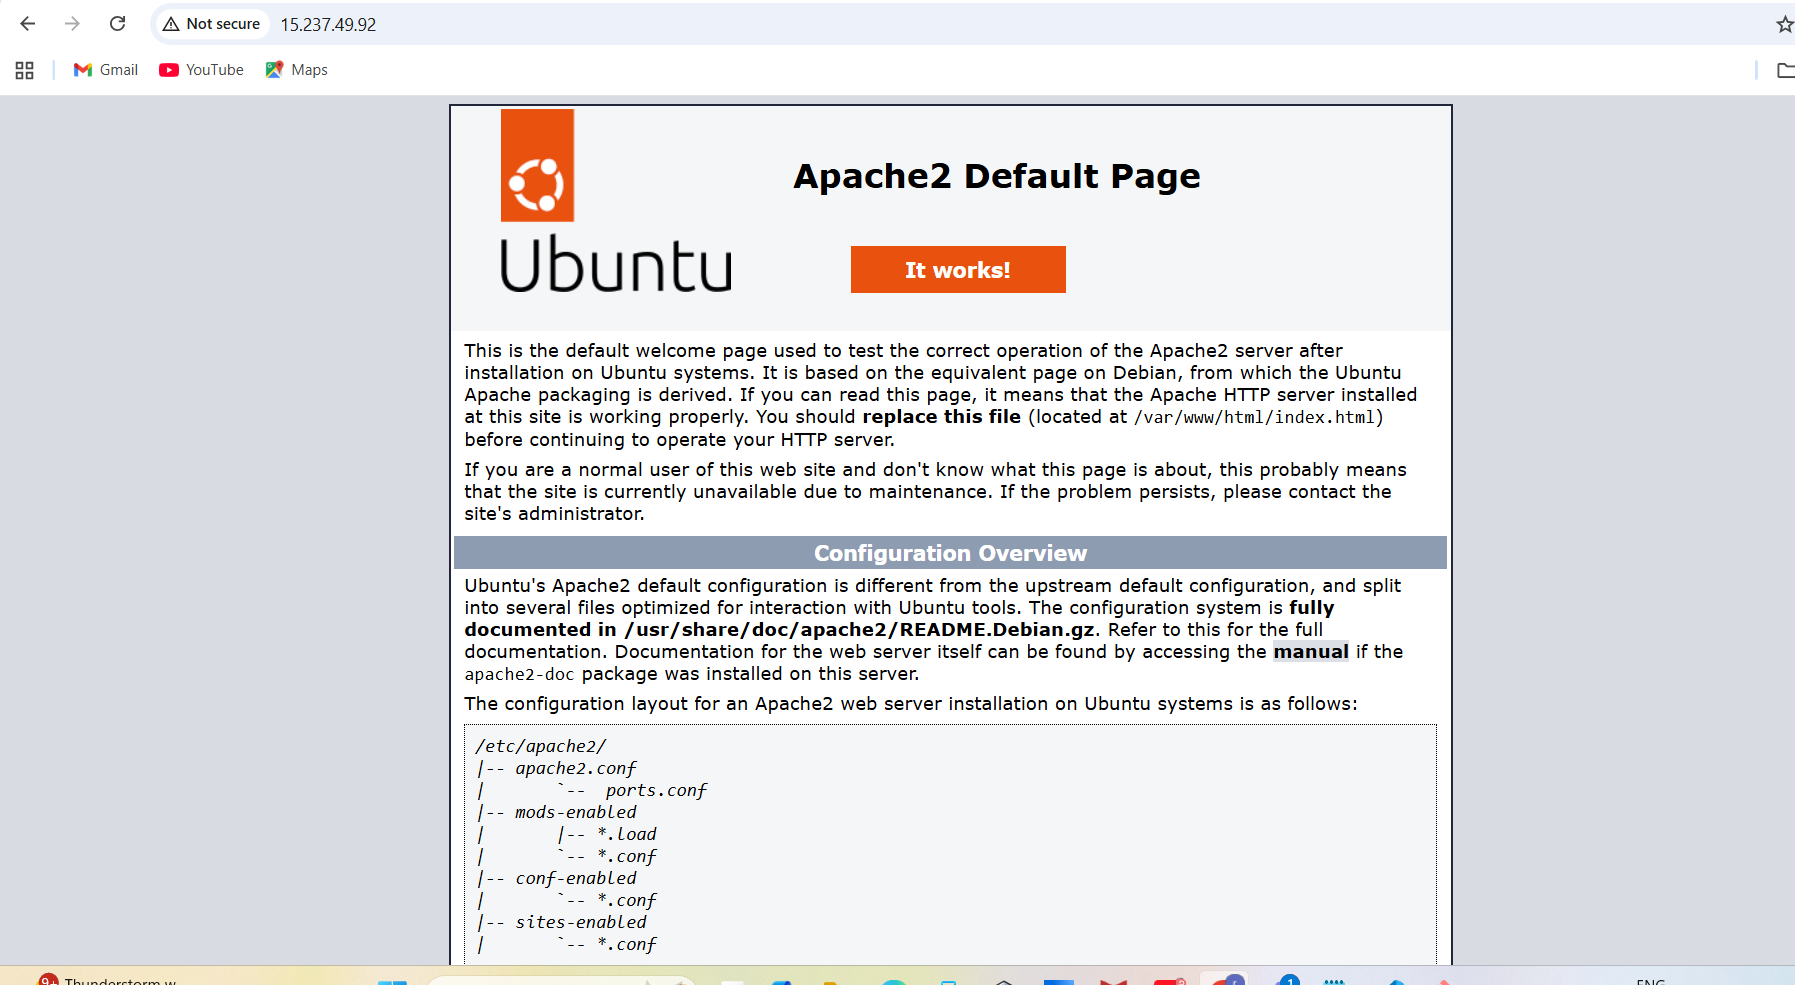 Not secure 15.237.49.92
Gmail YouTube Maps
Apache2 Default Page
Ubuntu
It works!
This is the default welcome page used to test the correct operation of the Apache2 server after
installation on Ubuntu systems. It is based on the equivalent page on Debian, from which the Ubuntu
Apache packaging is derived. If you can read this page, it means that the Apache HTTP server installed
at this site is working properly. You should replace this file (located at /var/www/html/index.html)
before continuing to operate your HTTP server.
If you are a normal user of this web site and don't know what this page is about, this probably means
that the site is currently unavailable due to maintenance. If the problem persists, please contact the
site's administrator.
Configuration Overview
Ubuntu's Apache2 default configuration is different from the upstream default configuration, and split
into several files optimized for interaction with Ubuntu tools. The configuration system is fully
documented in /usr/share/doc/apache2/README.Debian.gz. Refer to this for the full
documentation. Documentation for the web server itself can be found by accessing the manual if the
apache2-doc package was installed on this server.
The configuration layout for an Apache2 web server installation on Ubuntu systems is as follows:
/etc/apache2/
|-- apache2.conf
|       `--  ports.conf
|-- mods-enabled
|       |-- *.load
|       `-- *.conf
|-- conf-enabled
|       `-- *.conf
|-- sites-enabled
|       `-- *.conf
9+ Thunderstorm w
1
ENG